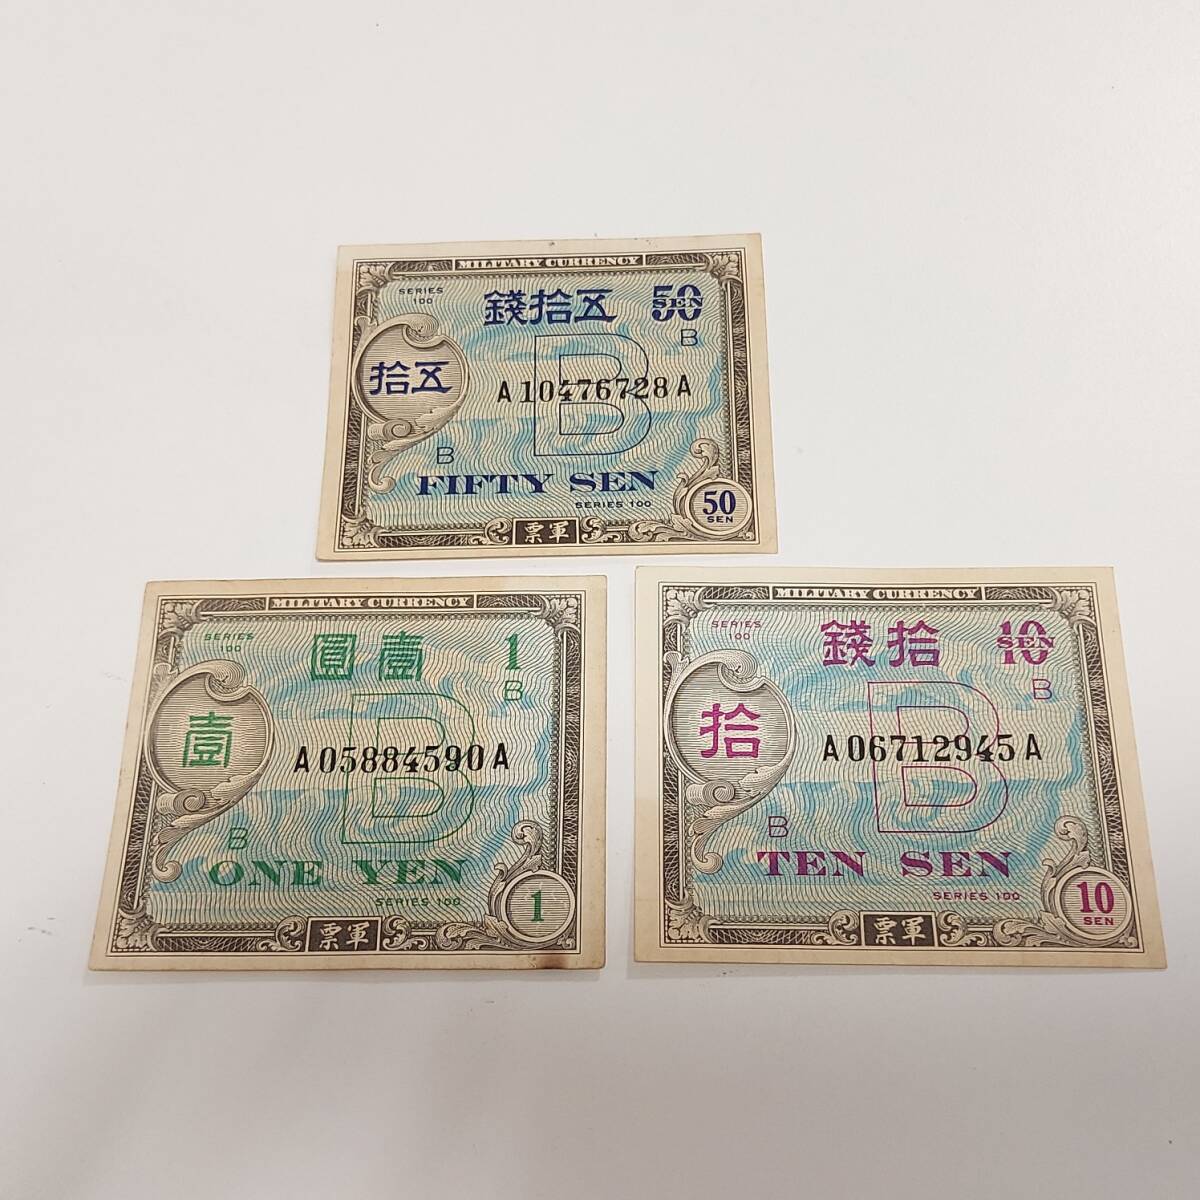 MILITARY CURRENCY
SERIES
100
錢拾五
50
SEN
B
拾五
A10476728A
B
B
FIFTY SEN
SERIES 100
50
SEN
票軍
MILITARY CURRENCY
SERIES
100
圓壹
1
B
壹
A05884590A
B
B
ONE YEN
SERIES 100
1
票軍
MILITARY CURRENCY
SERIES
100
錢拾
10
SEN
B
拾
A06712945A
B
B
TEN SEN
SERIES 100
10
SEN
票軍